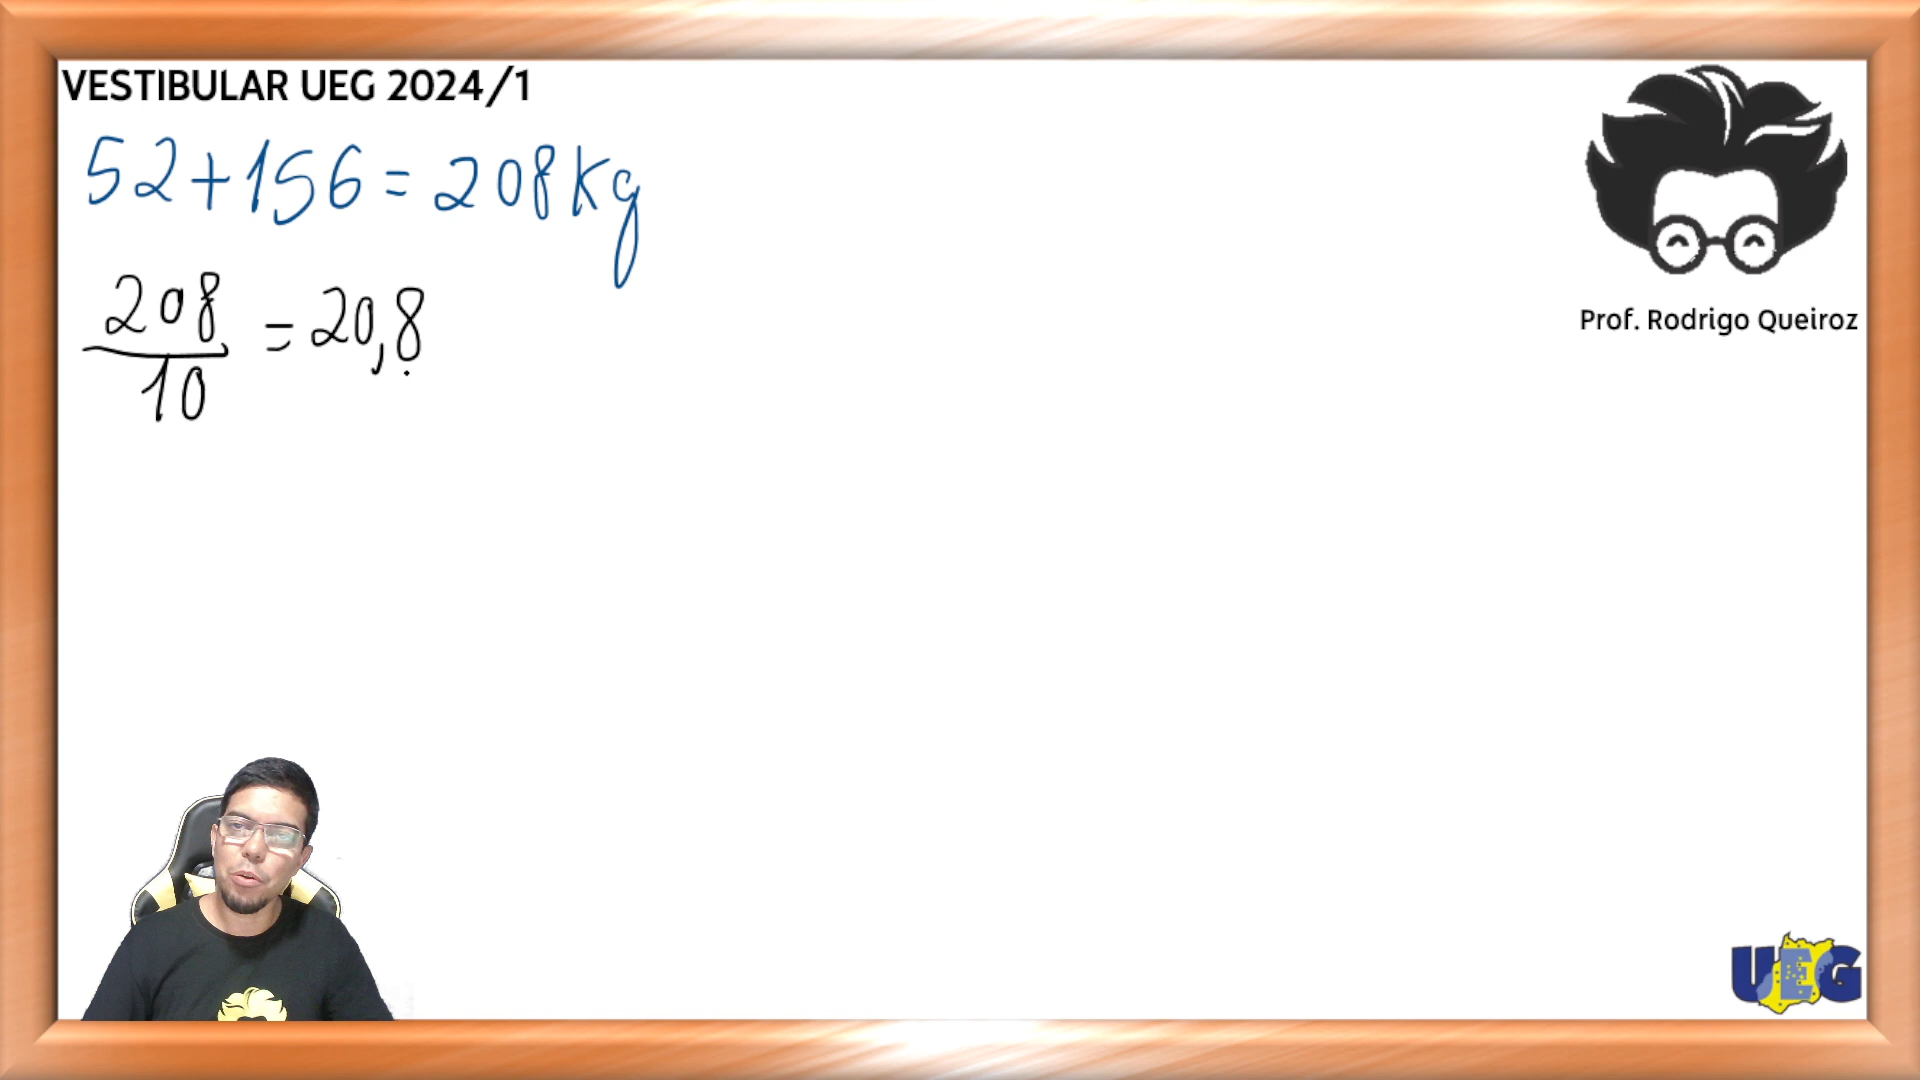 VESTIBULAR UEG 2024/1
52+156=208Kg
208
10
=20,8
Prof. Rodrigo Queiroz
UEG